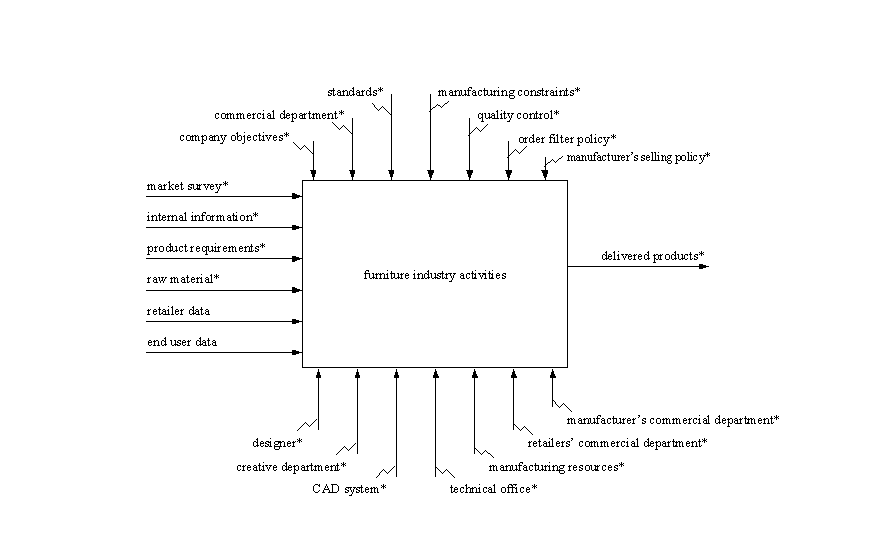 standards*
manufacturing constraints*
commercial department*
quality control*
company objectives*
order filter policy*
manufacturer's selling policy*
market survey*
internal information*
product requirements*
delivered products*
furniture industry activities
raw material*
retailer data
end user data
manufacturer's commercial department*
designer*
retailers' commercial department*
creative department*
manufacturing resources*
CAD system*
technical office*